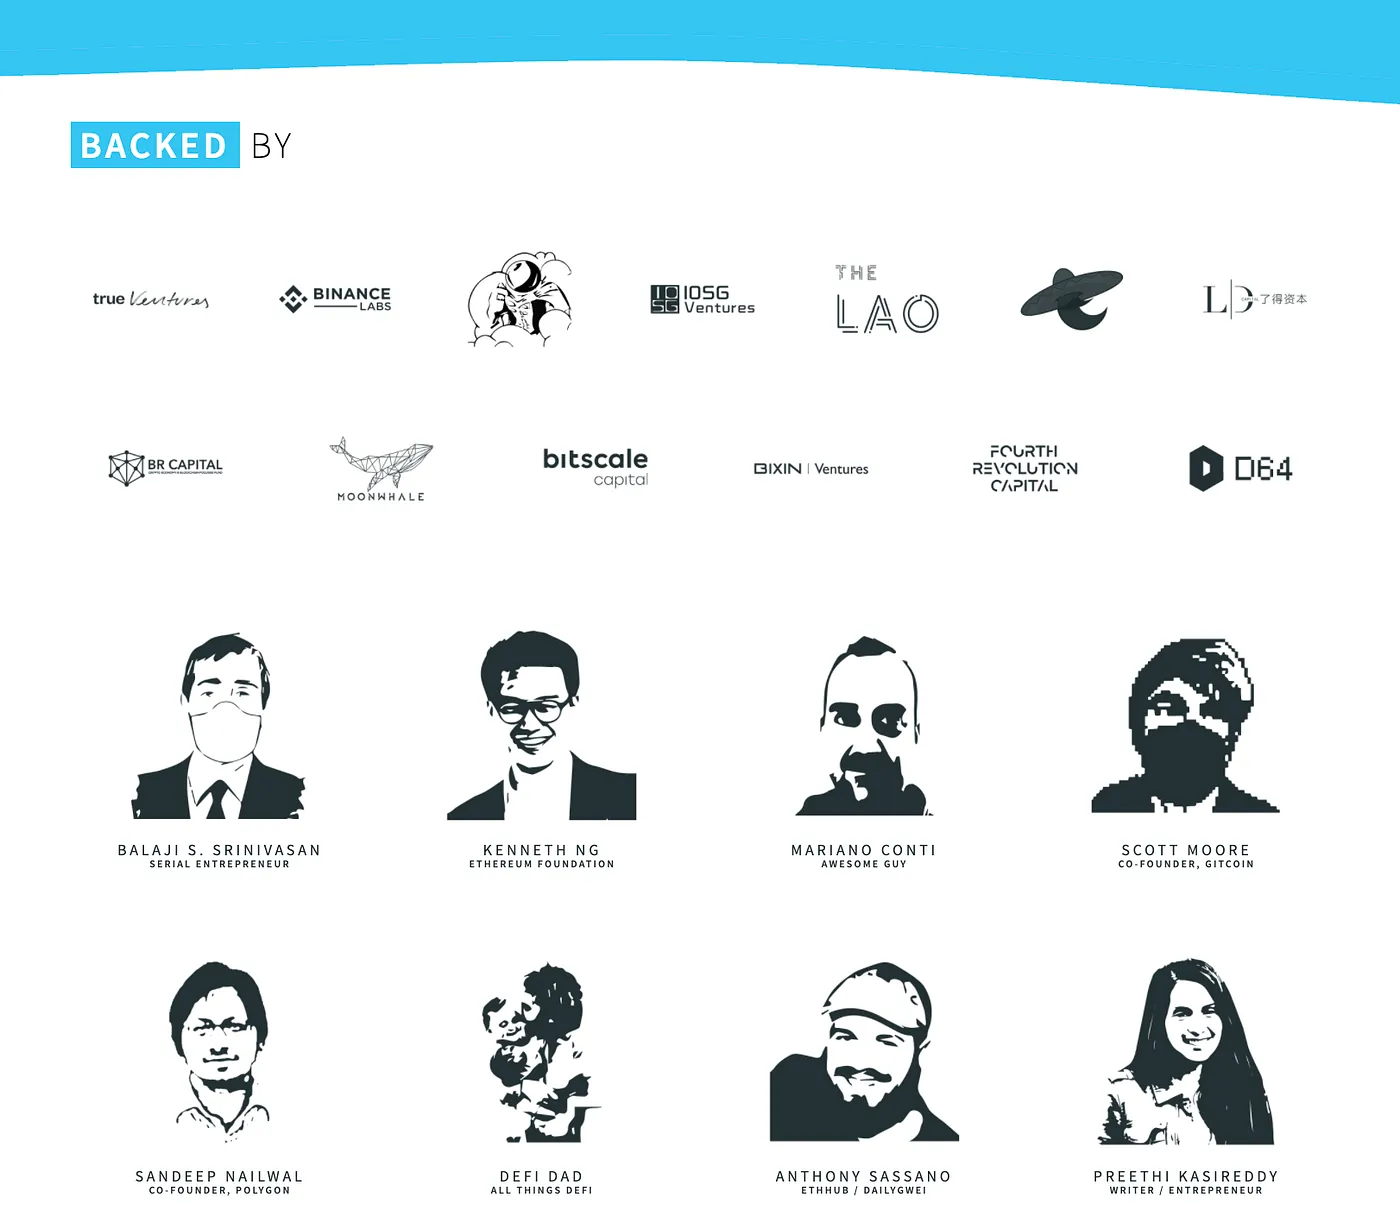 BACKED BY
true Ventures
BINANCE
LABS
IOSG
Ventures
THE
LAO
LD
CAPITAL 了得资本
BR CAPITAL
MOONWHALE
bitscale
capital
BIXIN | Ventures
FOURTH
REVOLUTION
CAPITAL
D64
BALAJI S. SRINIVASAN
SERIAL ENTREPRENEUR
KENNETH NG
ETHEREUM FOUNDATION
MARIANO CONTI
AWESOME GUY
SCOTT MOORE
CO-FOUNDER, GITCOIN
SANDEEP NAILWAL
CO-FOUNDER, POLYGON
DEFI DAD
ALL THINGS DEFI
ANTHONY SASSANO
ETHHUB / DAILYGWEI
PREETHI KASIREDDY
WRITER / ENTREPRENEUR